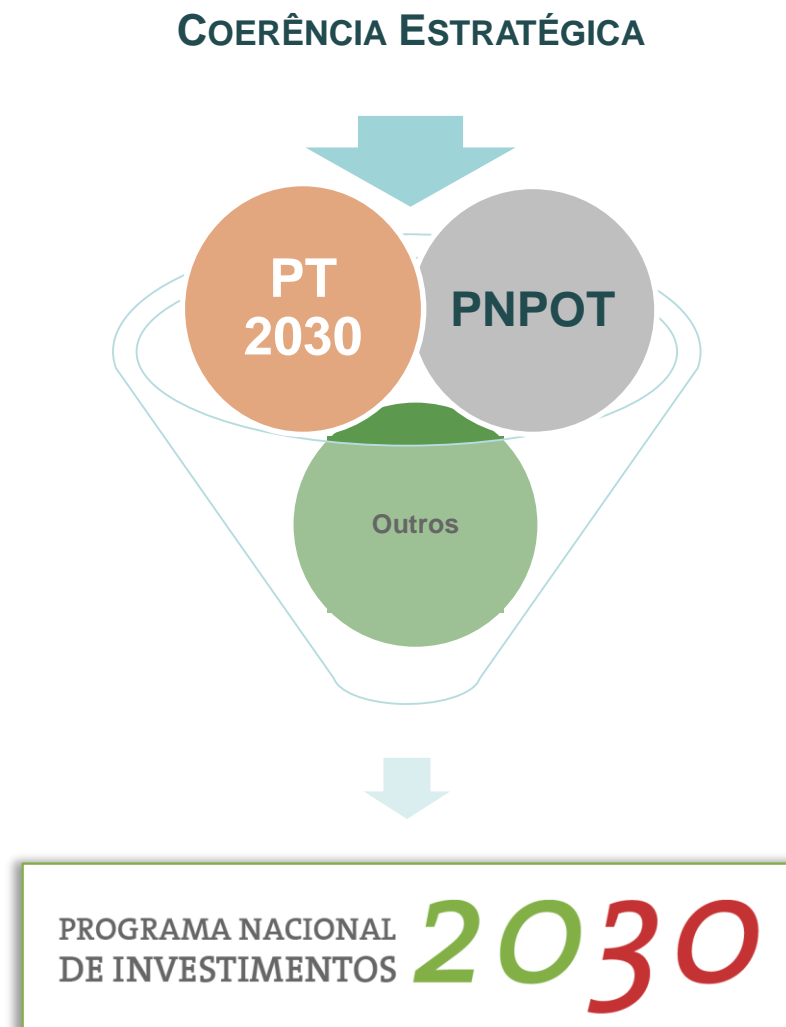 COERÊNCIA ESTRATÉGICA
PT
2030
PNPOT
Outros
PROGRAMA NACIONAL
DE INVESTIMENTOS
2030